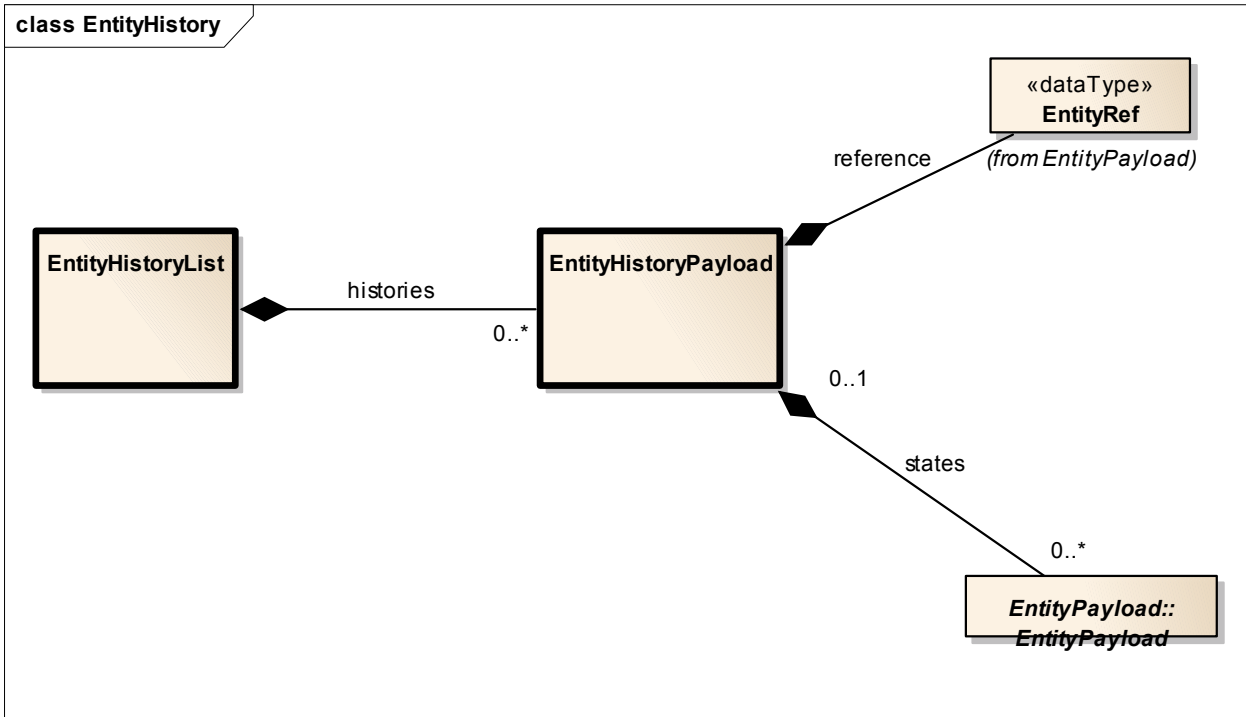 class EntityHistory
«dataType»
EntityRef
(from EntityPayload)
reference
EntityHistoryList
histories
0..*
EntityHistoryPayload
0..1
states
0..*
EntityPayload::
EntityPayload